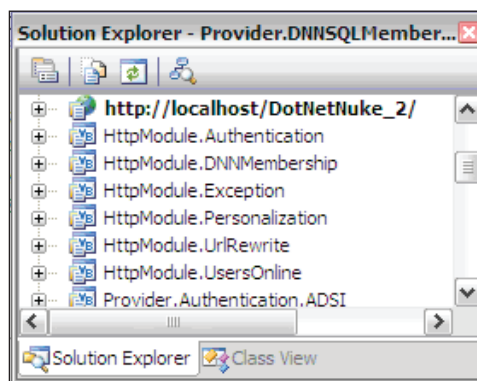 Solution Explorer - Provider.DNNSQLMember...
http://localhost/DotNetNuke_2/
HttpModule.Authentication
HttpModule.DNNMembership
HttpModule.Exception
HttpModule.Personalization
HttpModule.UrlRewrite
HttpModule.UsersOnline
Provider.Authentication.ADSI
Solution Explorer Class View